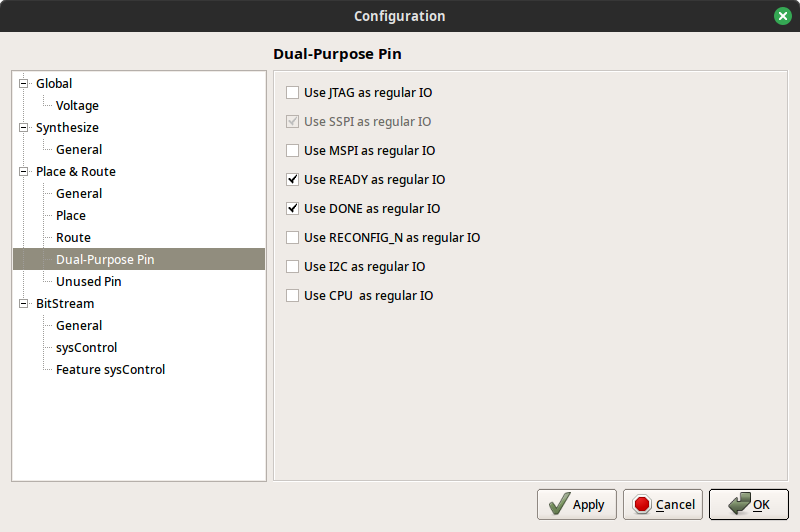 Configuration
Dual-Purpose Pin
Global
Voltage
Synthesize
General
Place & Route
General
Place
Route
Dual-Purpose Pin
Unused Pin
BitStream
General
sysControl
Feature sysControl
Use JTAG as regular IO
Use SSPI as regular IO
Use MSPI as regular IO
Use READY as regular IO
Use DONE as regular IO
Use RECONFIG_N as regular IO
Use I2C as regular IO
Use CPU  as regular IO
Apply
Cancel
OK